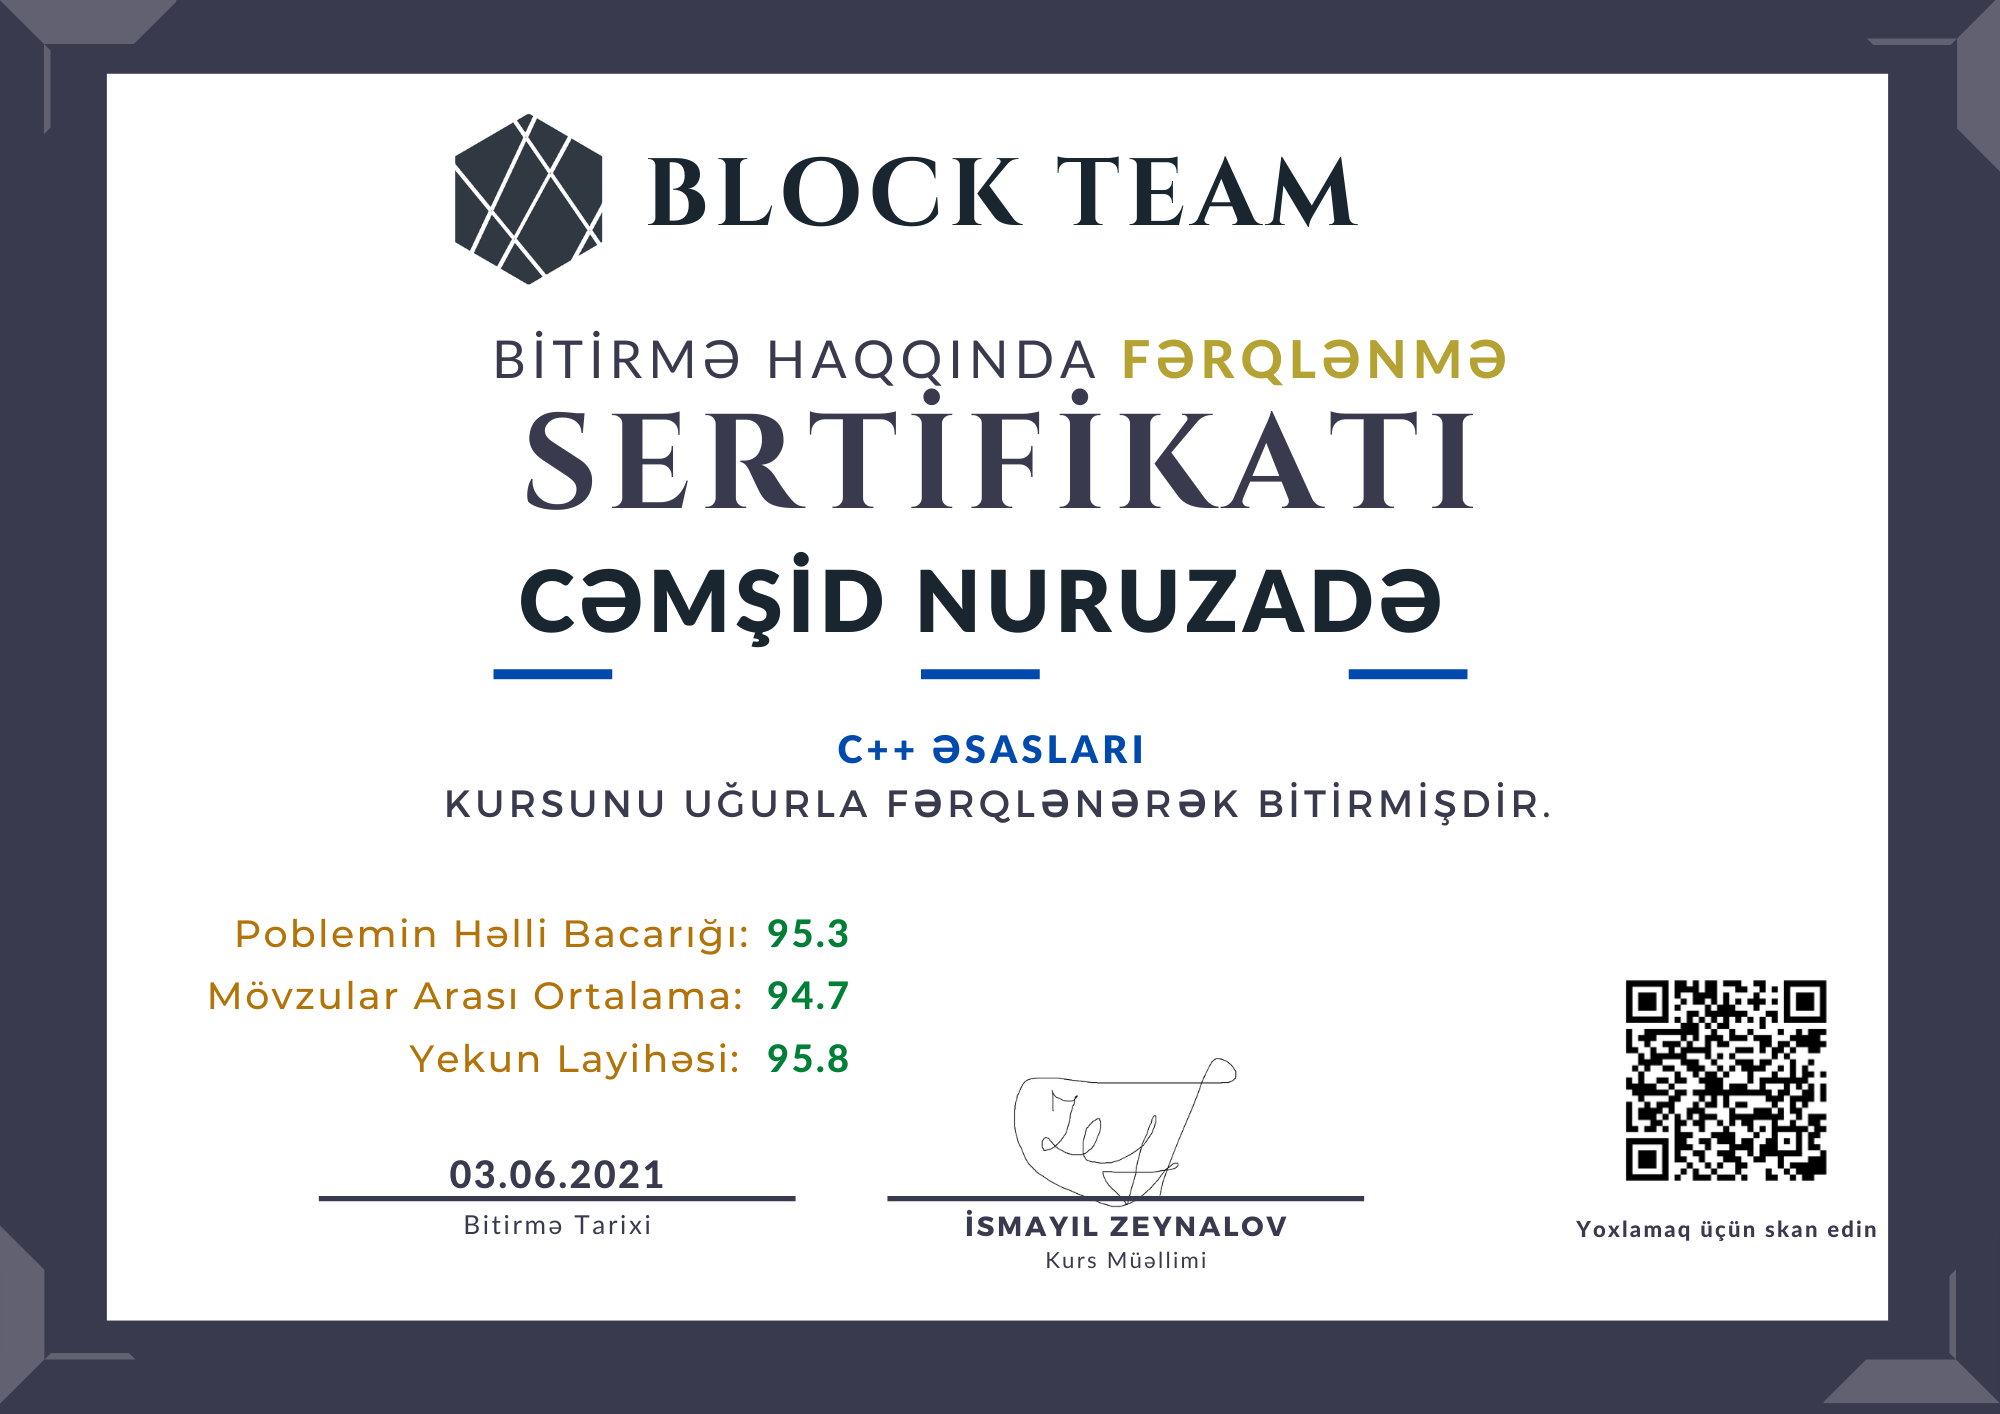 BLOCK TEAM
BİTİRMƏ HAQQINDA FƏRQLƏNMƏ
SERTİFİKATI
CƏMŞİD NURUZADƏ
C++ ƏSASLARI
KURSUNU UĞURLA FƏRQLƏNƏRƏK BİTİRMİŞDİR.
Poblemin Həlli Bacarığı: 95.3
Mövzular Arası Ortalama: 94.7
Yekun Layihəsi: 95.8
03.06.2021
Bitirmə Tarixi
İSMAYIL ZEYNALOV
Kurs Müəllimi
Yoxlamaq üçün skan edin